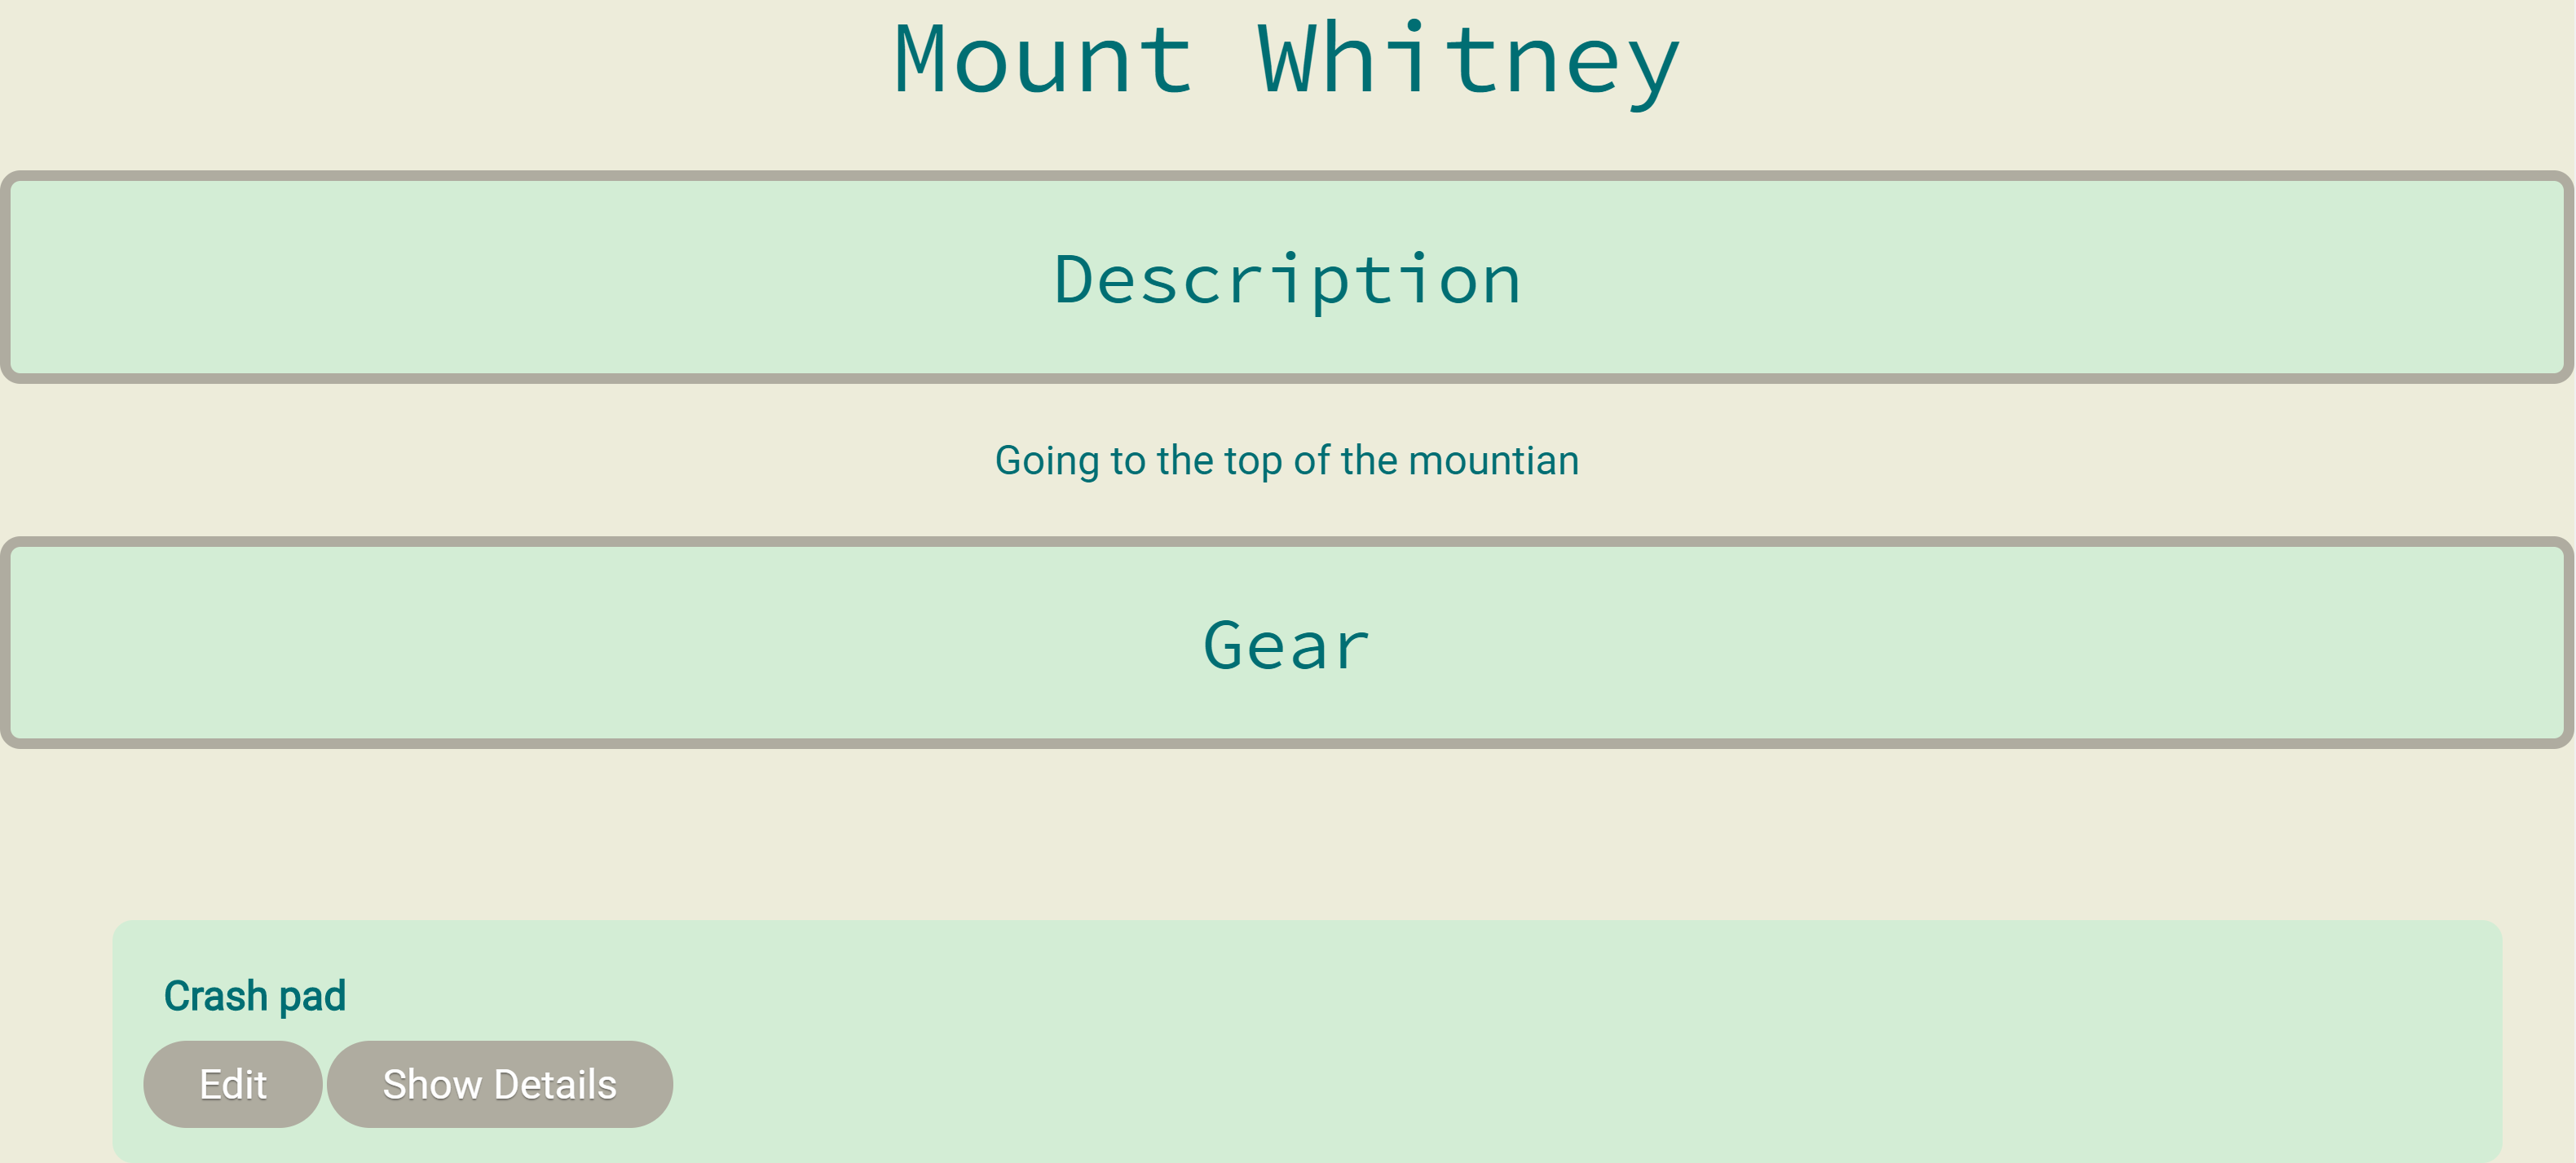 Mount Whitney
Description
Going to the top of the mountian
Gear
Crash pad
Edit
Show Details